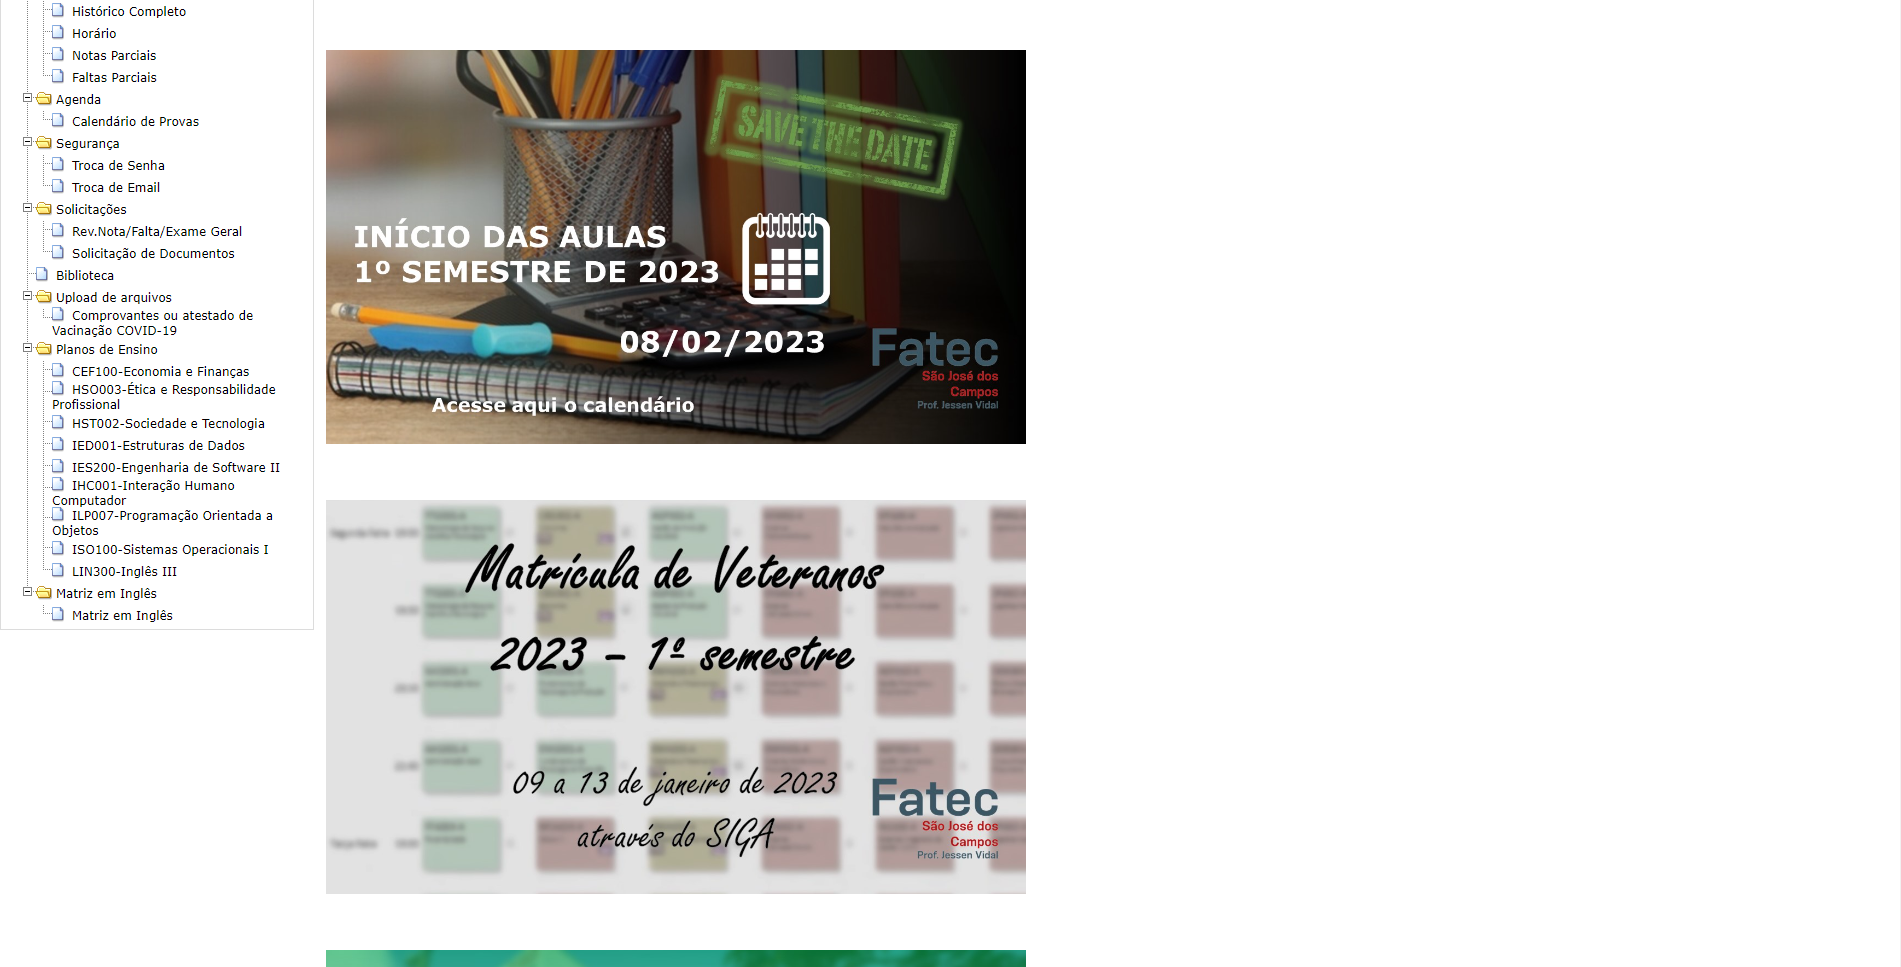 Histórico Completo
Horário
Notas Parciais
Faltas Parciais
Agenda
Calendário de Provas
Segurança
Troca de Senha
Troca de Email
Solicitações
Rev.Nota/Falta/Exame Geral
Solicitação de Documentos
Biblioteca
Upload de arquivos
Comprovantes ou atestado de
Vacinação COVID-19
Planos de Ensino
CEF100-Economia e Finanças
HSO003-Ética e Responsabilidade
Profissional
HST002-Sociedade e Tecnologia
IED001-Estruturas de Dados
IES200-Engenharia de Software II
IHC001-Interação Humano
Computador
ILP007-Programação Orientada a
Objetos
ISO100-Sistemas Operacionais I
LIN300-Inglês III
Matriz em Inglês
Matriz em Inglês
SAVE THE DATE
INÍCIO DAS AULAS
1º SEMESTRE DE 2023
08/02/2023
Fatec
São José dos
Campos
Prof. Jessen Vidal
Acesse aqui o calendário
Matrícula de Veteranos
2023 – 1º semestre
09 a 13 de janeiro de 2023
através do SIGA
Fatec
São José dos
Campos
Prof. Jessen Vidal